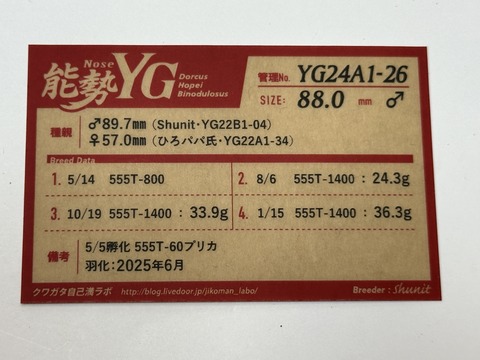 能勢YG
Nose
Dorcus
Hopei
Binodulosus
管理No. YG24A1-26
SIZE: 88.0 mm ♂
種親
♂89.7mm（Shunit･YG22B1-04）
♀57.0mm（ひろパパ氏･YG22A1-34）
Breed Data
1. 5/14 555T-800
2. 8/6 555T-1400 : 24.3g
3. 10/19 555T-1400 : 33.9g
4. 1/15 555T-1400 : 36.3g
備考
5/5孵化 555T-60プリカ
羽化:2025年6月
クワガタ自己満ラボ http://blog.livedoor.jp/jikoman_labo/
Breeder : Shunit